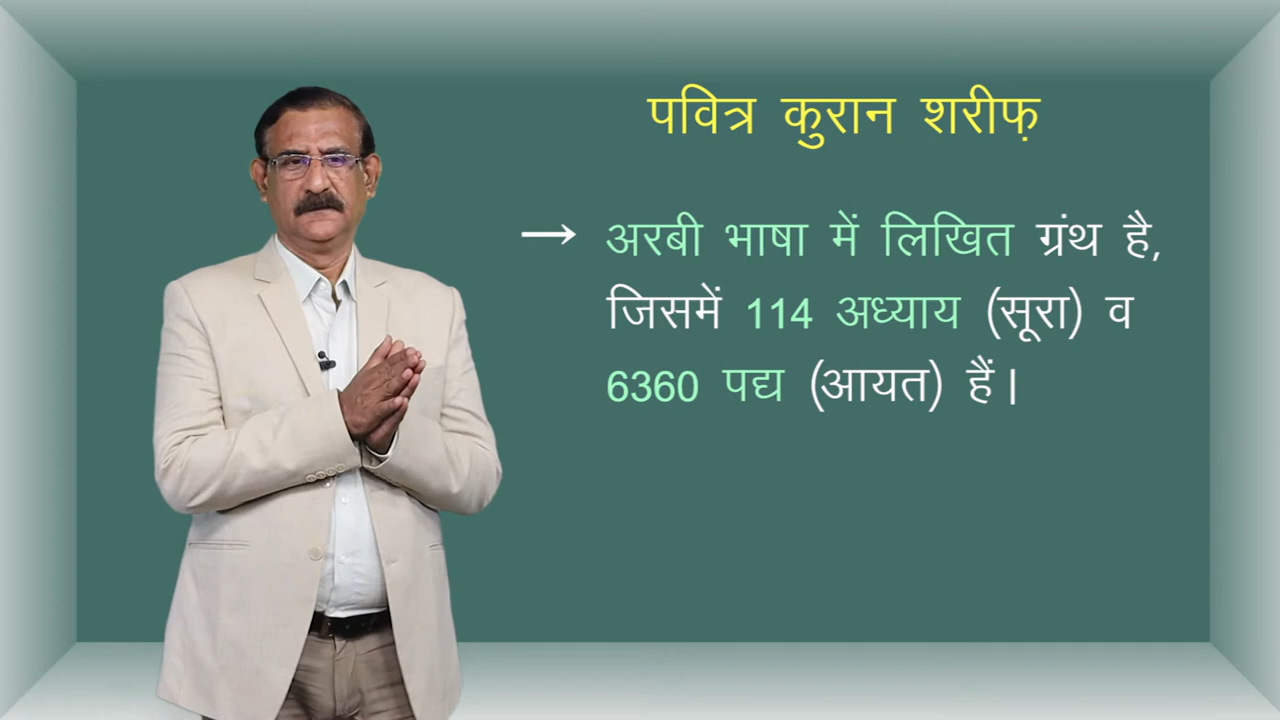 पवित्र कुरान शरीफ़
→ अरबी भाषा में लिखित ग्रंथ है,
जिसमें 114 अध्याय (सूरा) व
6360 पद्य (आयत) हैं।